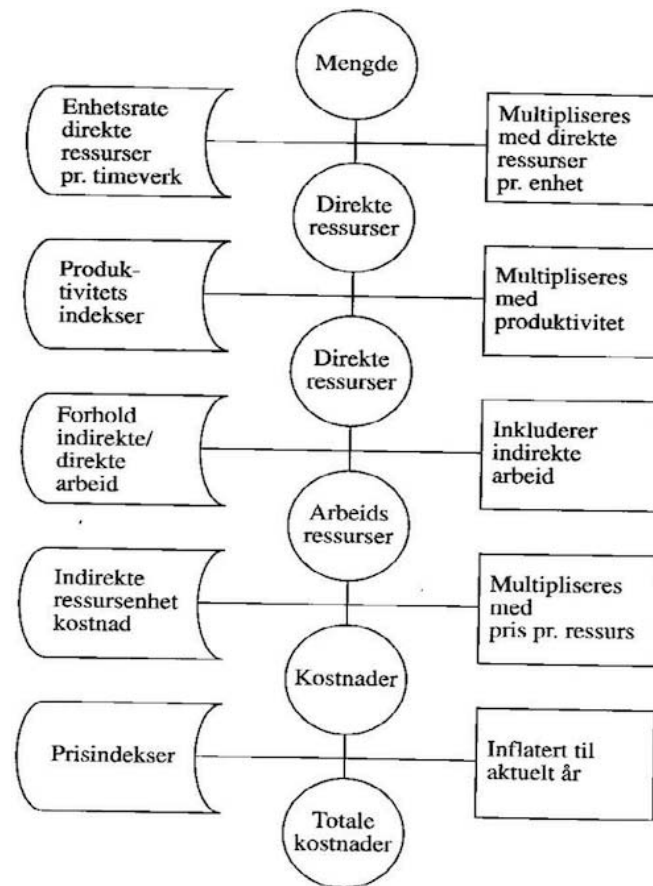 Mengde
Enhetsrate
direkte
ressurser
pr. timeverk
Multipliseres
med direkte
ressurser
pr. enhet
Direkte
ressurser
Produk-
tivitets
indekser
Multipliseres
med
produktivitet
Direkte
ressurser
Forhold
indirekte/
direkte
arbeid
Inkluderer
indirekte
arbeid
Arbeids
ressurser
Indirekte
ressursenhet
kostnad
Multipliseres
med
pris pr. ressurs
Kostnader
Prisindekser
Inflatert til
aktuelt år
Totale
kostnader